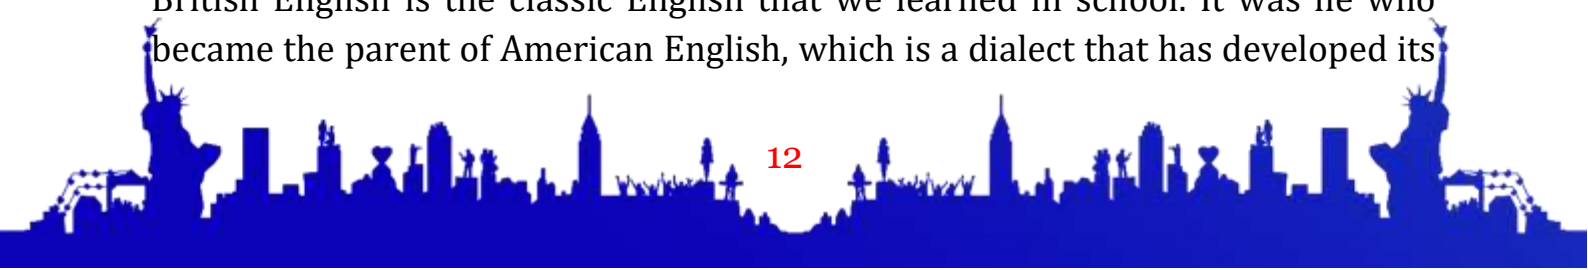 British English is the classic English that we learned in school. It was he who
became the parent of American English, which is a dialect that has developed its
12